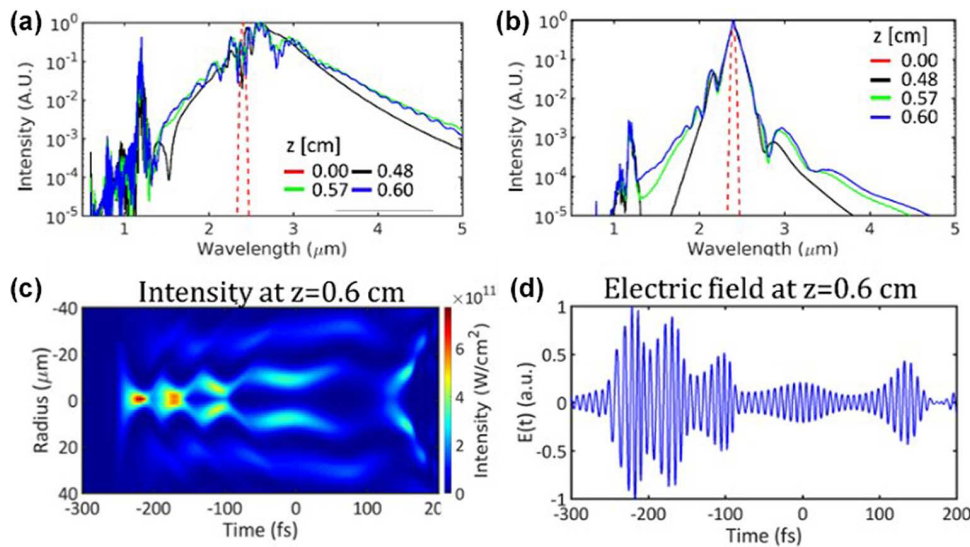 (a)
10^0
10^-1
10^-2
10^-3
10^-4
10^-5
Intensity (A.U.)
z [cm]
0.00 0.48
0.57 0.60
1 2 3 4 5
Wavelength (μm)
(b)
10^0
10^-1
10^-2
10^-3
10^-4
10^-5
Intensity (A.U.)
z [cm]
0.00
0.48
0.57
0.60
1 2 3 4 5
Wavelength (μm)
(c)
Intensity at z=0.6 cm
-40
-20
0
20
40
Radius (μm)
-300 -200 -100 0 100 20
Time (fs)
×10^11
6
4
2
0
Intensity (W/cm^2)
(d)
Electric field at z=0.6 cm
1
0.5
0
-0.5
-1
E(t) (a.u.)
-300 -200 -100 0 100 200
Time (fs)